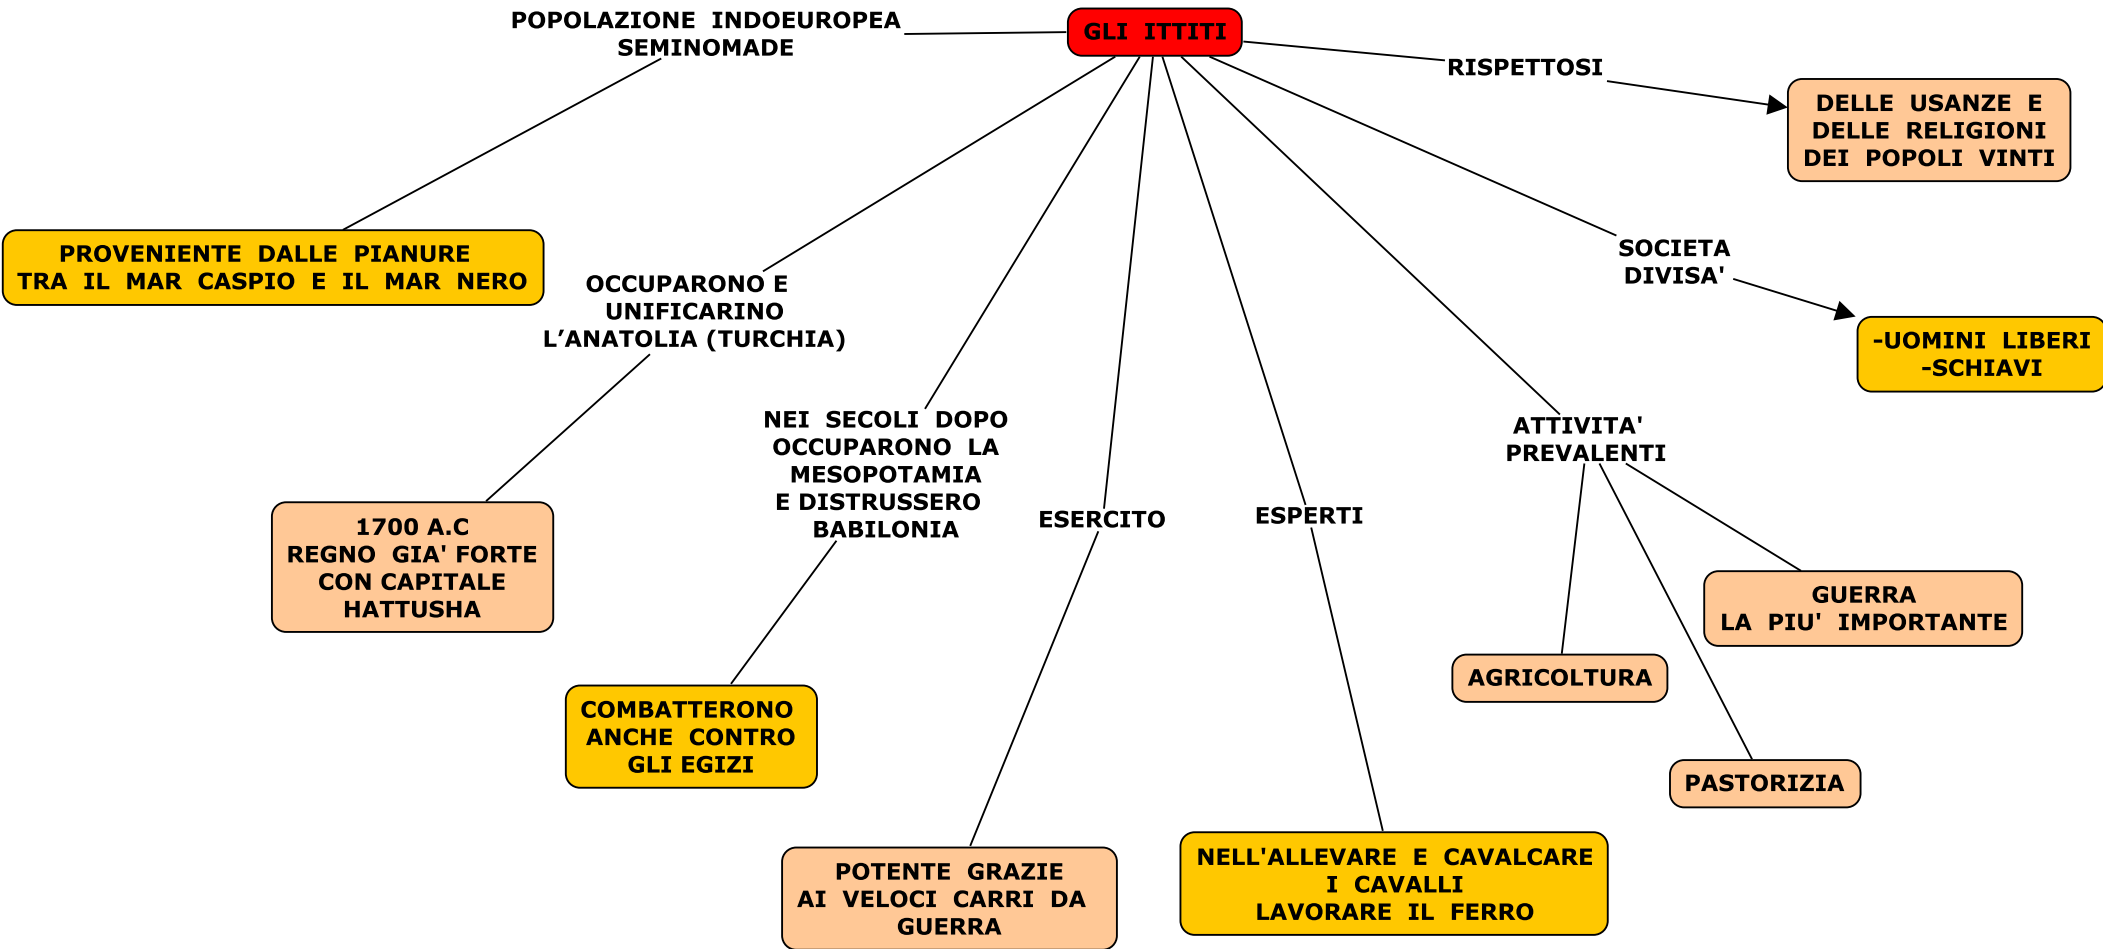 POPOLAZIONE INDOEUROPEA
SEMINOMADE
GLI ITTITI
RISPETTOSI
DELLE USANZE E
DELLE RELIGIONI
DEI POPOLI VINTI
PROVENIENTE DALLE PIANURE
TRA IL MAR CASPIO E IL MAR NERO
OCCUPARONO E
UNIFICARINO
L’ANATOLIA (TURCHIA)
SOCIETA
DIVISA'
-UOMINI LIBERI
-SCHIAVI
NEI SECOLI DOPO
OCCUPARONO LA
MESOPOTAMIA
E DISTRUSSERO
BABILONIA
ATTIVITA'
PREVALENTI
1700 A.C
REGNO GIA' FORTE
CON CAPITALE
HATTUSHA
ESERCITO
ESPERTI
GUERRA
LA PIU' IMPORTANTE
AGRICOLTURA
COMBATTERONO
ANCHE CONTRO
GLI EGIZI
PASTORIZIA
POTENTE GRAZIE
AI VELOCI CARRI DA
GUERRA
NELL'ALLEVARE E CAVALCARE
I CAVALLI
LAVORARE IL FERRO